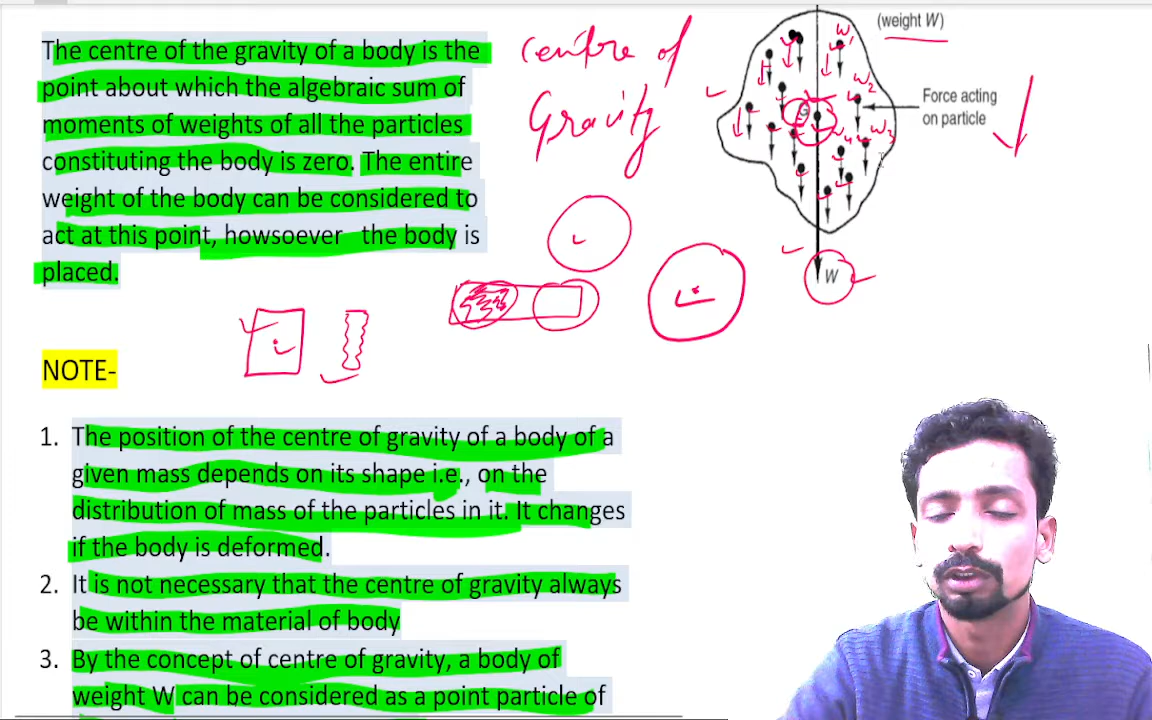 The centre of the gravity of a body is the
point about which the algebraic sum of
moments of weights of all the particles
constituting the body is zero. The entire
weight of the body can be considered to
act at this point, howsoever the body is
placed.
Centre of
Gravity
(weight W)
W1
W2
Force acting
on particle
G
W4
W3
W
NOTE-
1. The position of the centre of gravity of a body of a
given mass depends on its shape i.e., on the
distribution of mass of the particles in it. It changes
if the body is deformed.
2. It is not necessary that the centre of gravity always
be within the material of body
3. By the concept of centre of gravity, a body of
weight W can be considered as a point particle of